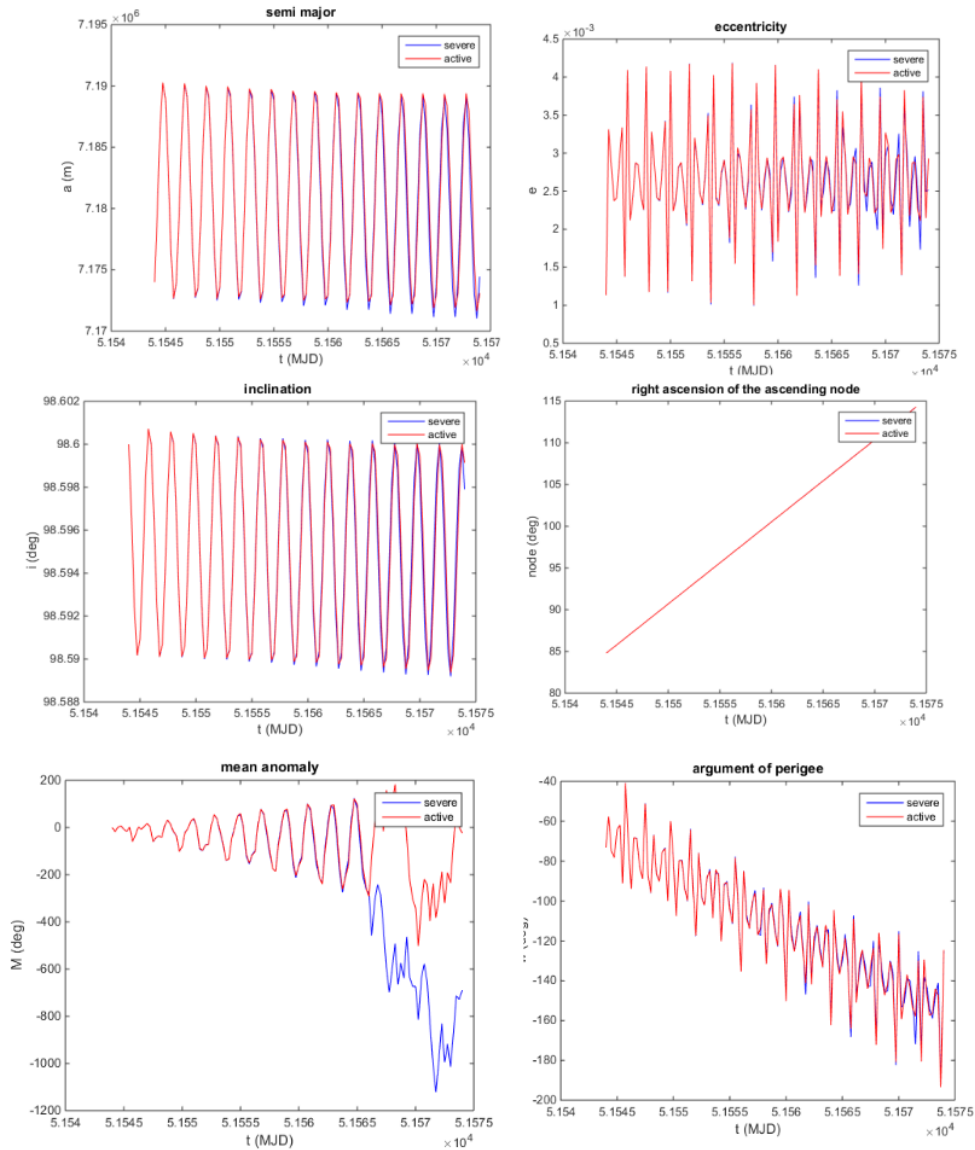 semi major
× 10⁶
7.195
7.19
7.185
7.18
7.175
7.17
a (m)
severe
active
5.154 5.1545 5.155 5.1555 5.156 5.1565 5.157 5.1575
t (MJD)
× 10⁴
eccentricity
× 10⁻³
4.5
4
3.5
3
2.5
2
1.5
1
0.5
e
severe
active
5.154 5.1545 5.155 5.1555 5.156 5.1565 5.157 5.1575
t (MJD)
× 10⁴
inclination
98.602
98.6
98.598
98.596
98.594
98.592
98.59
98.588
i (deg)
severe
active
5.154 5.1545 5.155 5.1555 5.156 5.1565 5.157 5.1575
t (MJD)
× 10⁴
right ascension of the ascending node
115
110
105
100
95
90
85
80
node (deg)
severe
active
5.154 5.1545 5.155 5.1555 5.156 5.1565 5.157 5.1575
t (MJD)
× 10⁴
mean anomaly
200
0
-200
-400
-600
-800
-1000
-1200
M (deg)
severe
active
5.154 5.1545 5.155 5.1555 5.156 5.1565 5.157 5.1575
t (MJD)
× 10⁴
argument of perigee
-40
-60
-80
-100
-120
-140
-160
-180
-200
severe
active
5.154 5.1545 5.155 5.1555 5.156 5.1565 5.157 5.1575
t (MJD)
× 10⁴